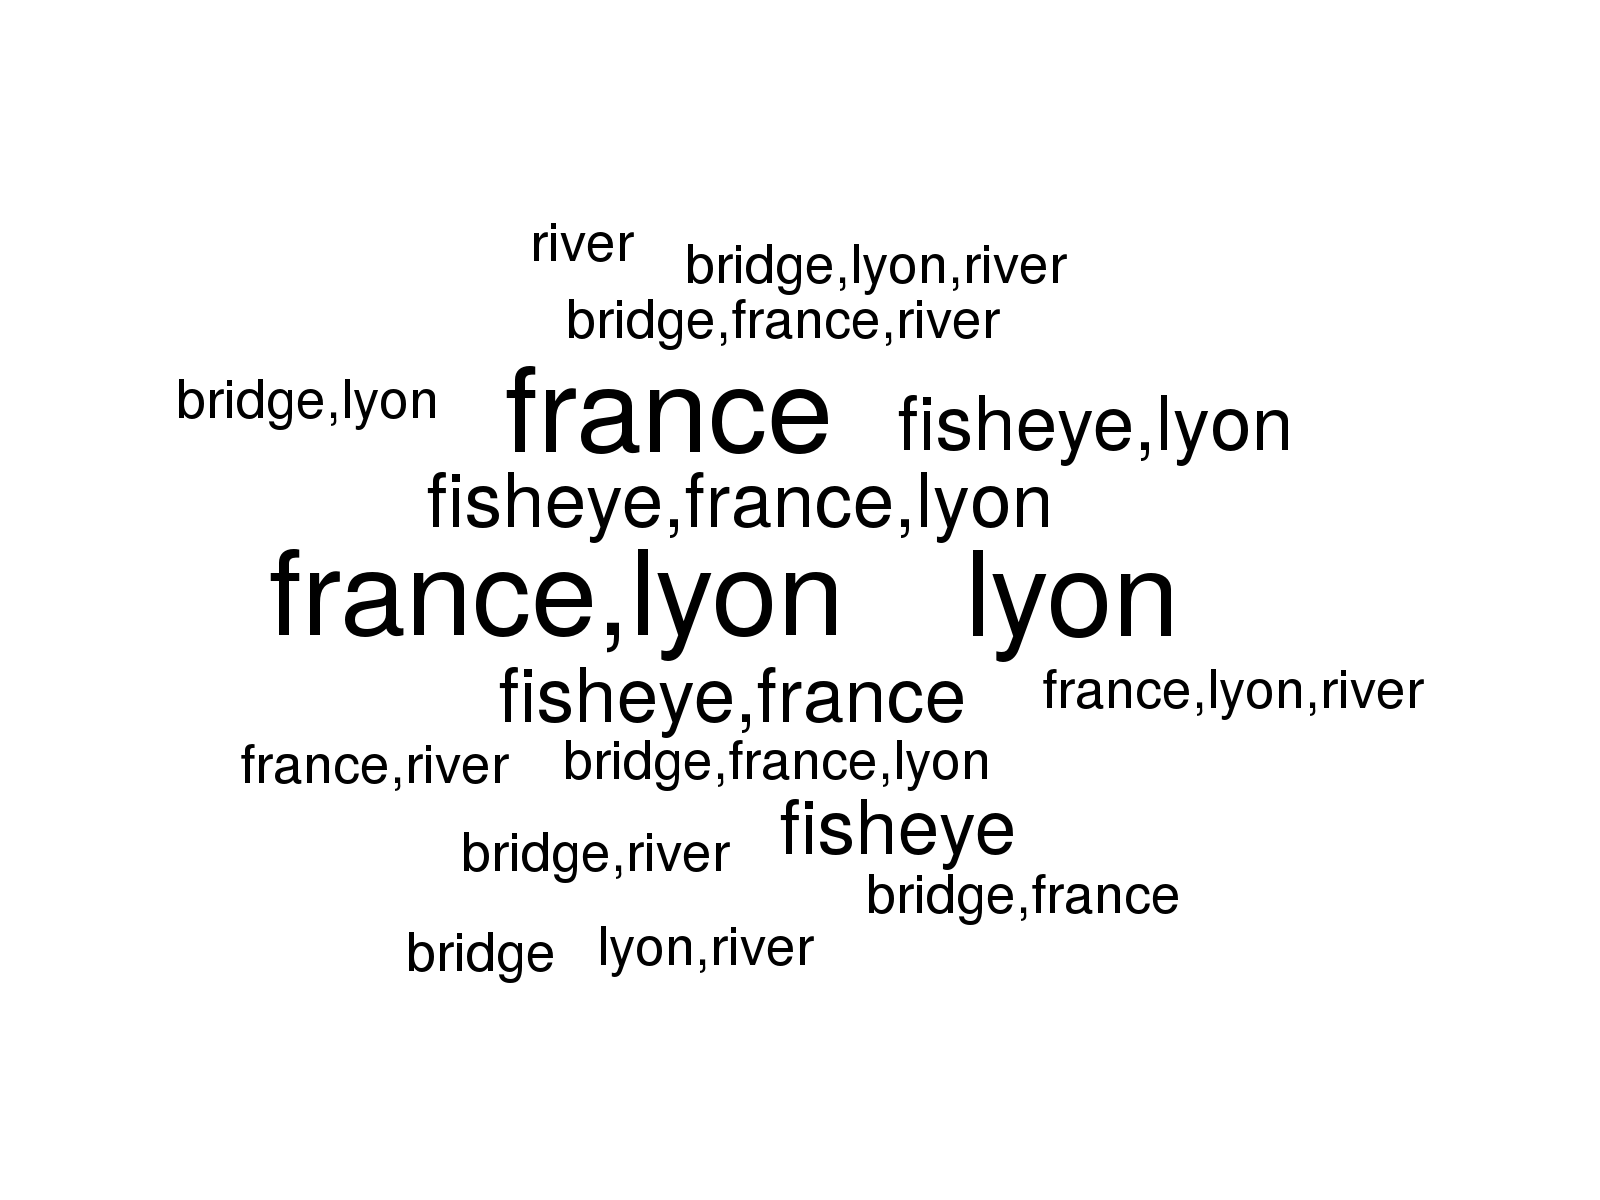 river
bridge,lyon,river
bridge,france,river
bridge,lyon
france
fisheye,lyon
fisheye,france,lyon
france,lyon
lyon
fisheye,france
france,lyon,river
france,river
bridge,france,lyon
fisheye
bridge,river
bridge,france
bridge
lyon,river